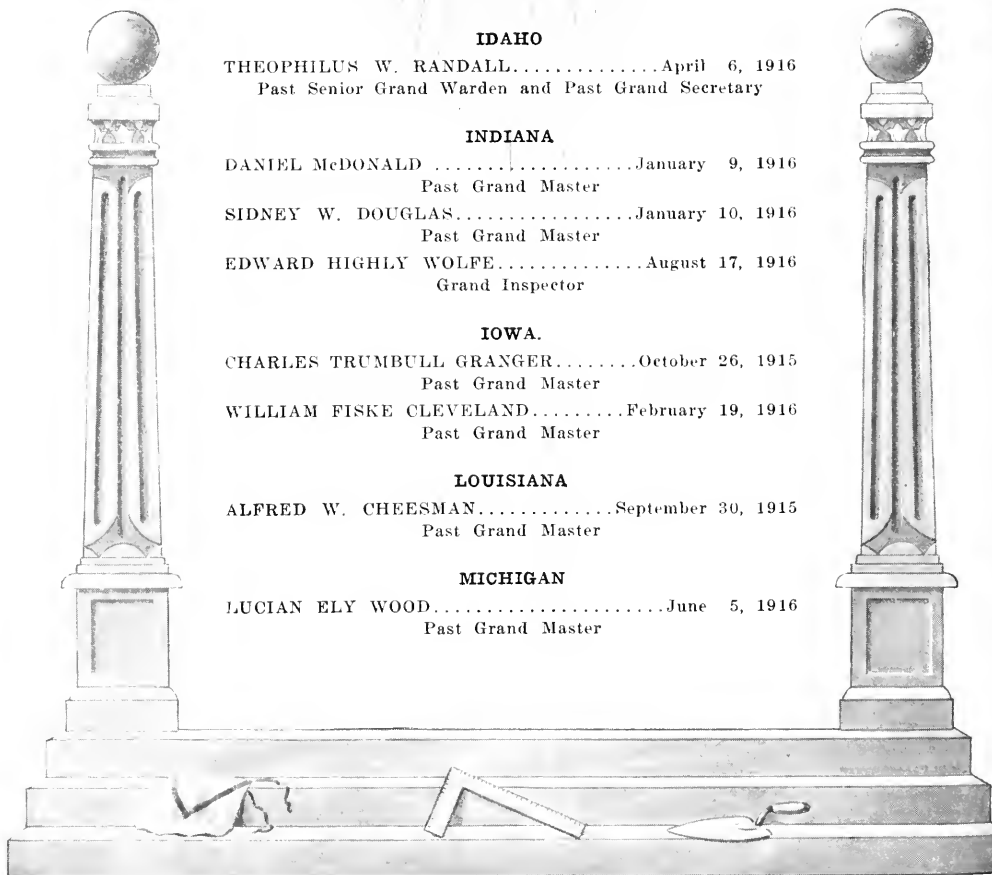 IDAHO
THEOPHILUS W. RANDALL...............April 6, 1916
Past Senior Grand Warden and Past Grand Secretary
INDIANA
DANIEL McDONALD ...................January 9, 1916
Past Grand Master
SIDNEY W. DOUGLAS.................January 10, 1916
Past Grand Master
EDWARD HIGHLY WOLFE..............August 17, 1916
Grand Inspector
IOWA.
CHARLES TRUMBULL GRANGER........October 26, 1915
Past Grand Master
WILLIAM FISKE CLEVELAND.........February 19, 1916
Past Grand Master
LOUISIANA
ALFRED W. CHEESMAN.............September 30, 1915
Past Grand Master
MICHIGAN
LUCIAN ELY WOOD......................June 5, 1916
Past Grand Master